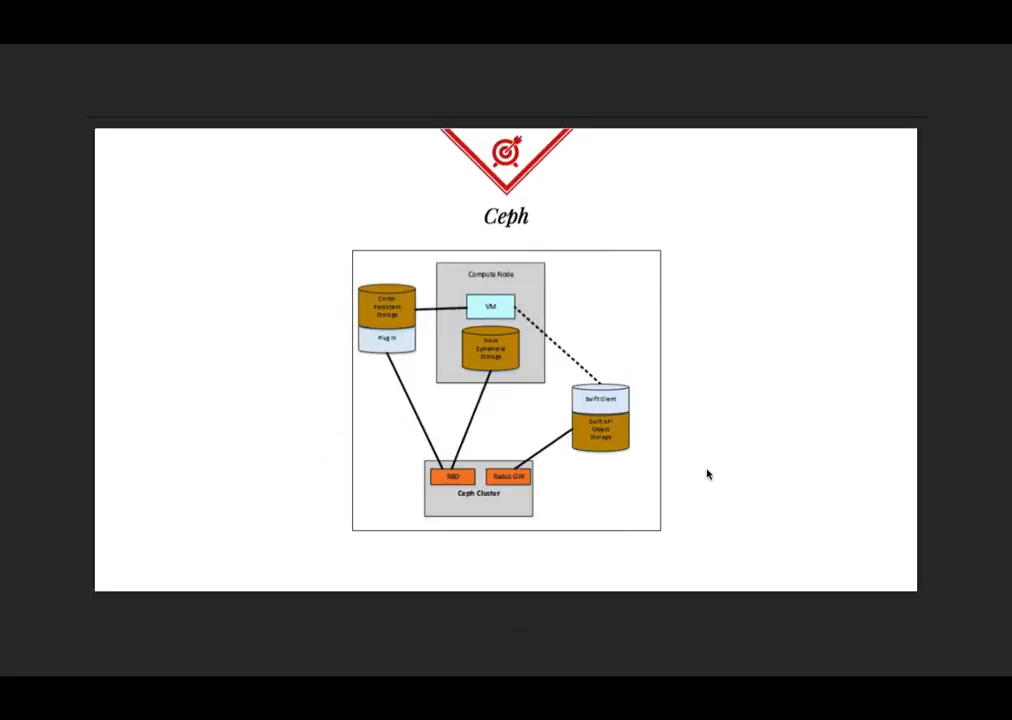 Ceph
Compute Node
Cinder
Persistent
Storage
Plug In
VM
Nova
Ephemeral
Storage
Swift Client
Swift API
Object
Storage
RBD
Rados GW
Ceph Cluster